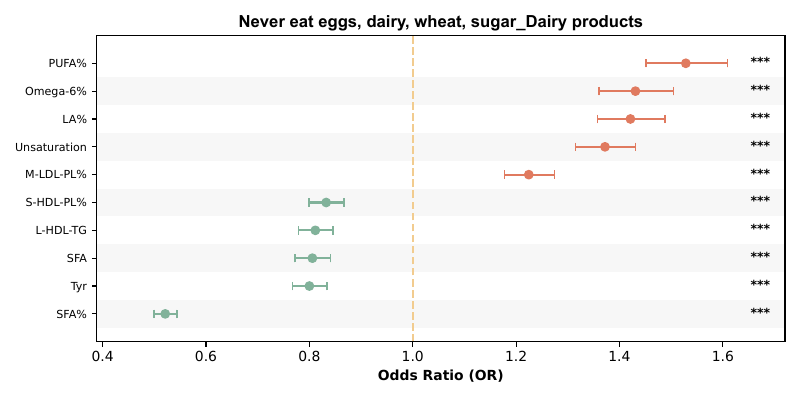 Never eat eggs, dairy, wheat, sugar_Dairy products
PUFA% ***
Omega-6% ***
LA% ***
Unsaturation ***
M-LDL-PL% ***
S-HDL-PL% ***
L-HDL-TG ***
SFA ***
Tyr ***
SFA% ***
0.4 0.6 0.8 1.0 1.2 1.4 1.6
Odds Ratio (OR)